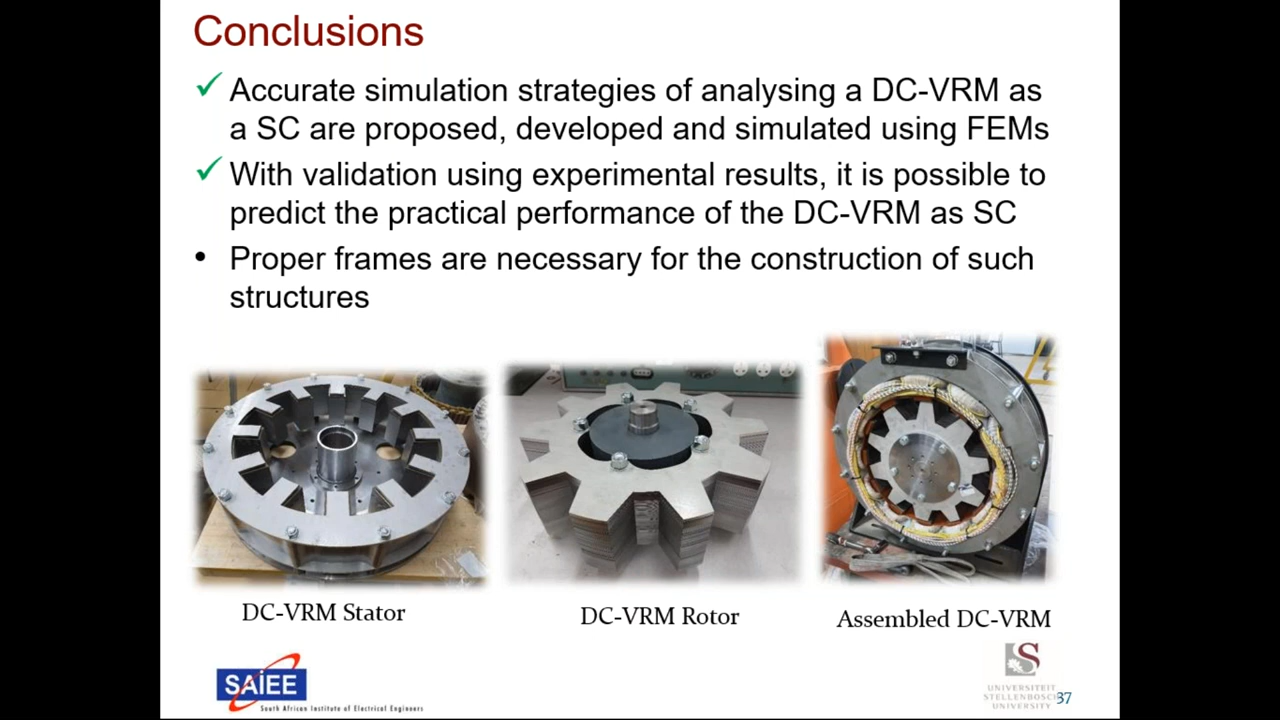 Conclusions
✓ Accurate simulation strategies of analysing a DC-VRM as
a SC are proposed, developed and simulated using FEMs
✓ With validation using experimental results, it is possible to
predict the practical performance of the DC-VRM as SC
• Proper frames are necessary for the construction of such
structures
DC-VRM Stator
DC-VRM Rotor
Assembled DC-VRM
SAIEE
South African Institute of Electrical Engineers
S
UNIVERSITEIT
STELLENBOSCH
UNIVERSITY
37